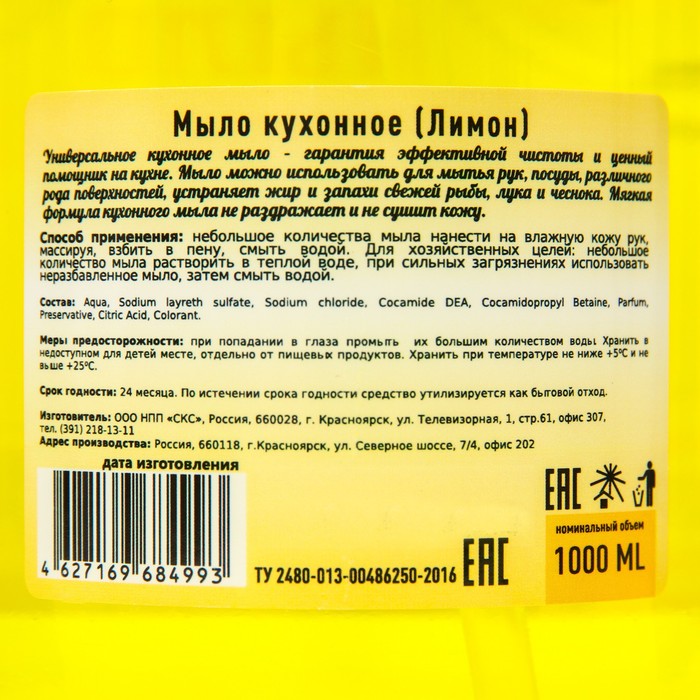 Мыло кухонное (Лимон)
Универсальное кухонное мыло - гарантия эффективной чистоты и ценный
помощник на кухне. Мыло можно использовать для мытья рук, посуды, различного
рода поверхностей, устраняет жир и запахи свежей рыбы, лука и чеснока. Мягкая
формула кухонного мыла не раздражает и не сушит кожу.
Способ применения: небольшое количества мыла нанести на влажную кожу рук,
массируя, взбить в пену, смыть водой. Для хозяйственных целей: небольшое
количество мыла растворить в теплой воде, при сильных загрязнениях использовать
неразбавленное мыло, затем смыть водой.
Состав: Aqua, Sodium layreth sulfate, Sodium chloride, Cocamide DEA, Cocamidopropyl Betaine, Parfum,
Preservative, Citric Acid, Colorant.
Меры предосторожности: при попадании в глаза промыть их большим количеством воды. Хранить в
недоступном для детей месте, отдельно от пищевых продуктов. Хранить при температуре не ниже +5°С и не
выше +25°С.
Срок годности: 24 месяца. По истечении срока годности средство утилизируется как бытовой отход.
Изготовитель: ООО НПП «СКС», Россия, 660028, г. Красноярск, ул. Телевизорная, 1, стр.61, офис 307,
тел. (391) 218-13-11
Адрес производства: Россия, 660118, г.Красноярск, ул. Северное шоссе, 7/4, офис 202
дата изготовления
EAC
номинальный объем
1000 ML
4 627169 684993
ТУ 2480-013-00486250-2016 EAC